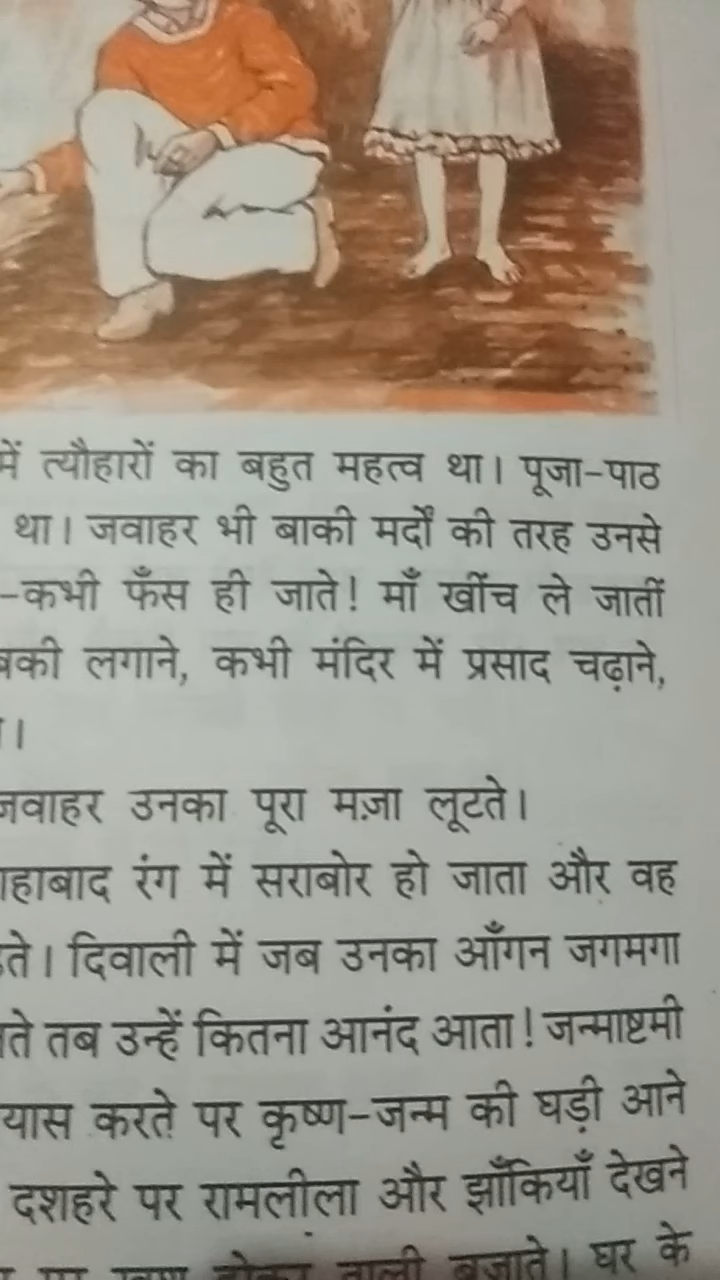 में त्यौहारों का बहुत महत्व था। पूजा-पाठ
था। जवाहर भी बाकी मर्दों की तरह उनसे
-कभी फँस ही जाते! माँ खींच ले जातीं
लगाने, कभी मंदिर में प्रसाद चढ़ाने,
।
जवाहर उनका पूरा मज़ा लूटते।
रंग में सराबोर हो जाता और वह
। दिवाली में जब उनका आँगन जगमगा
तब उन्हें कितना आनंद आता! जन्माष्टमी
करते पर कृष्ण-जन्म की घड़ी आने
दशहरे पर रामलीला और झाँकियाँ देखने
ताली बजाते। घर के